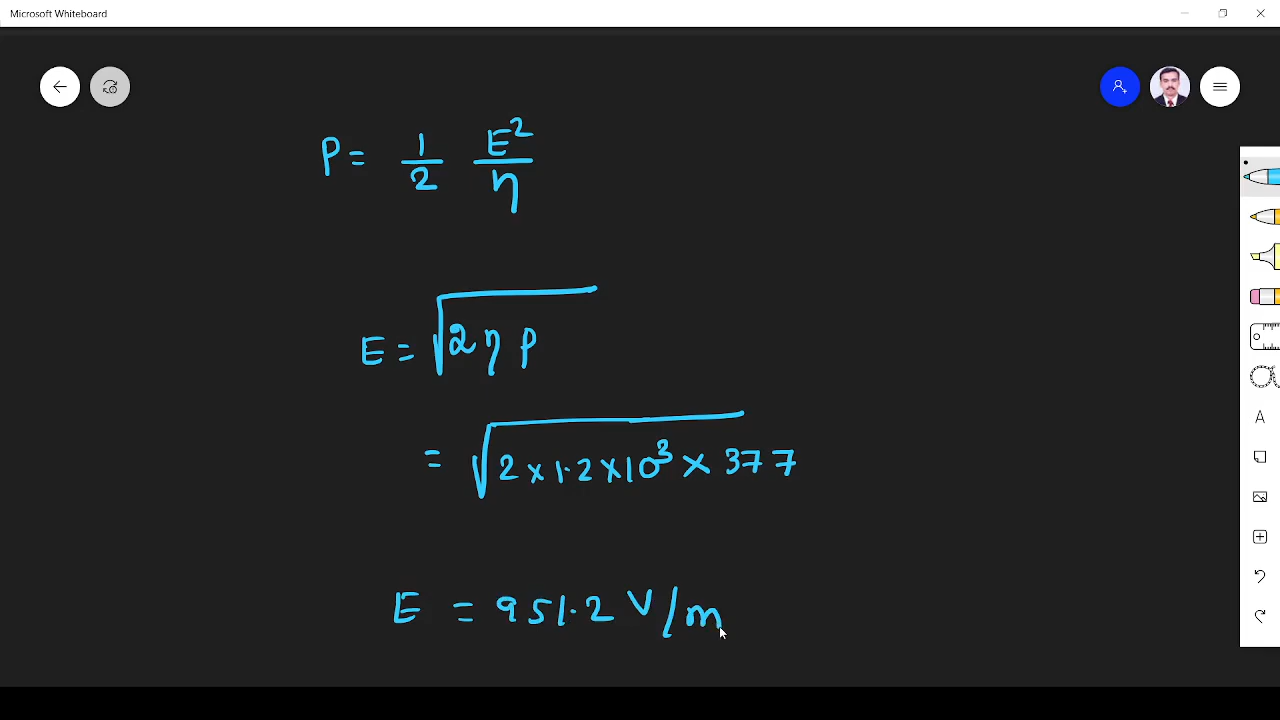 Microsoft Whiteboard
P = 1/2 E²/η
E = √2 η P
= √2 × 1.2 × 10³ × 377
E = 951.2 V/m
A